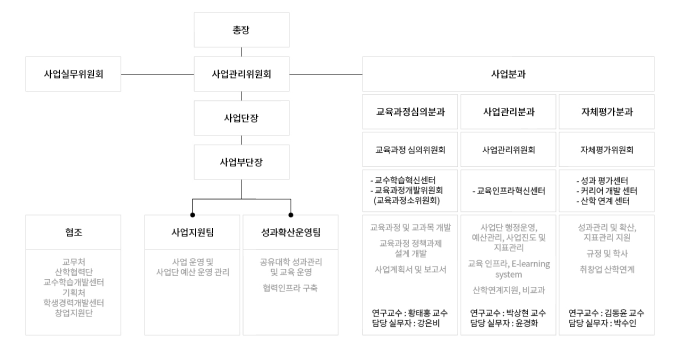 총장
사업실무위원회
사업관리위원회
사업분과
사업단장
사업부단장
교육과정심의분과
사업관리분과
자체평가분과
교육과정 심의위원회
사업관리위원회
자체평가위원회
- 교수학습혁신센터
- 교육과정개발위원회
(교육과정소위원회)
- 교육인프라혁신센터
- 성과 평가센터
- 커리어 개발 센터
- 산학 연계 센터
협조
교무처
산학협력단
교수학습개발센터
기획처
학생경력개발센터
창업지원단
사업지원팀
사업 운영 및
사업단 예산 운영 관리
성과확산운영팀
공유대학 성과관리
및 교육 운영
협력인프라 구축
교육과정 및 교과목 개발
교육과정 정책과제
설계 개발
사업계획서 및 보고서
연구교수 : 황태홍 교수
담당 실무자 : 강은비
사업단 행정운영,
예산관리, 사업진도 및
지표관리
교육 인프라, E-learning
system
산학연계지원, 비교과
연구교수 : 박상현 교수
담당 실무자 : 윤경화
성과관리 및 확산,
지표관리 지원
규정 및 학사
취창업 산학연계
연구교수 : 김동윤 교수
담당 실무자 : 박수인